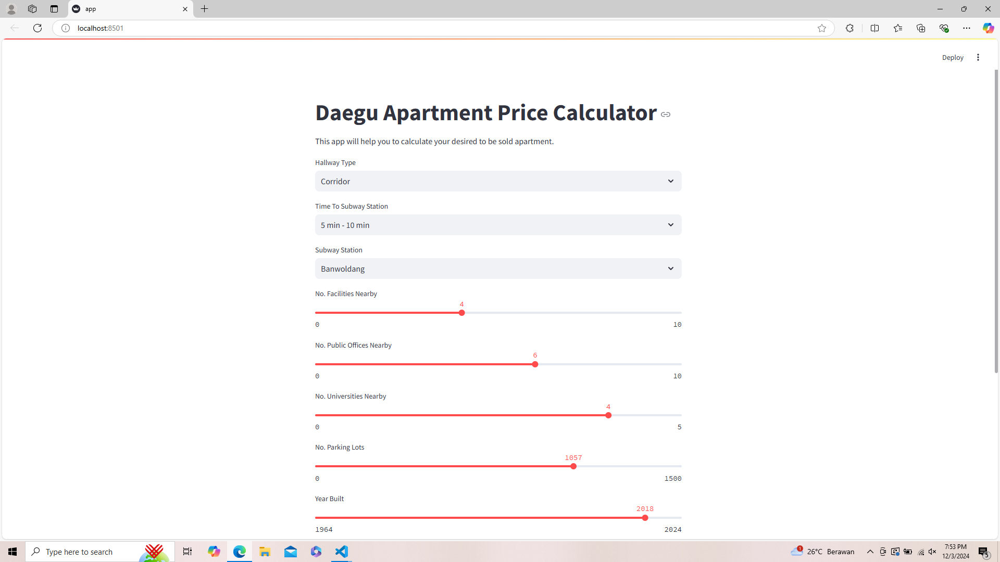 app
localhost:8501
Deploy
Daegu Apartment Price Calculator
This app will help you to calculate your desired to be sold apartment.
Hallway Type
Corridor
Time To Subway Station
5 min - 10 min
Subway Station
Banwoldang
No. Facilities Nearby
4
0 10
No. Public Offices Nearby
6
0 10
No. Universities Nearby
4
0 5
No. Parking Lots
1057
0 1500
Year Built
2018
1964 2024
Type here to search
1
26°C Berawan
7:53 PM
12/3/2024
5